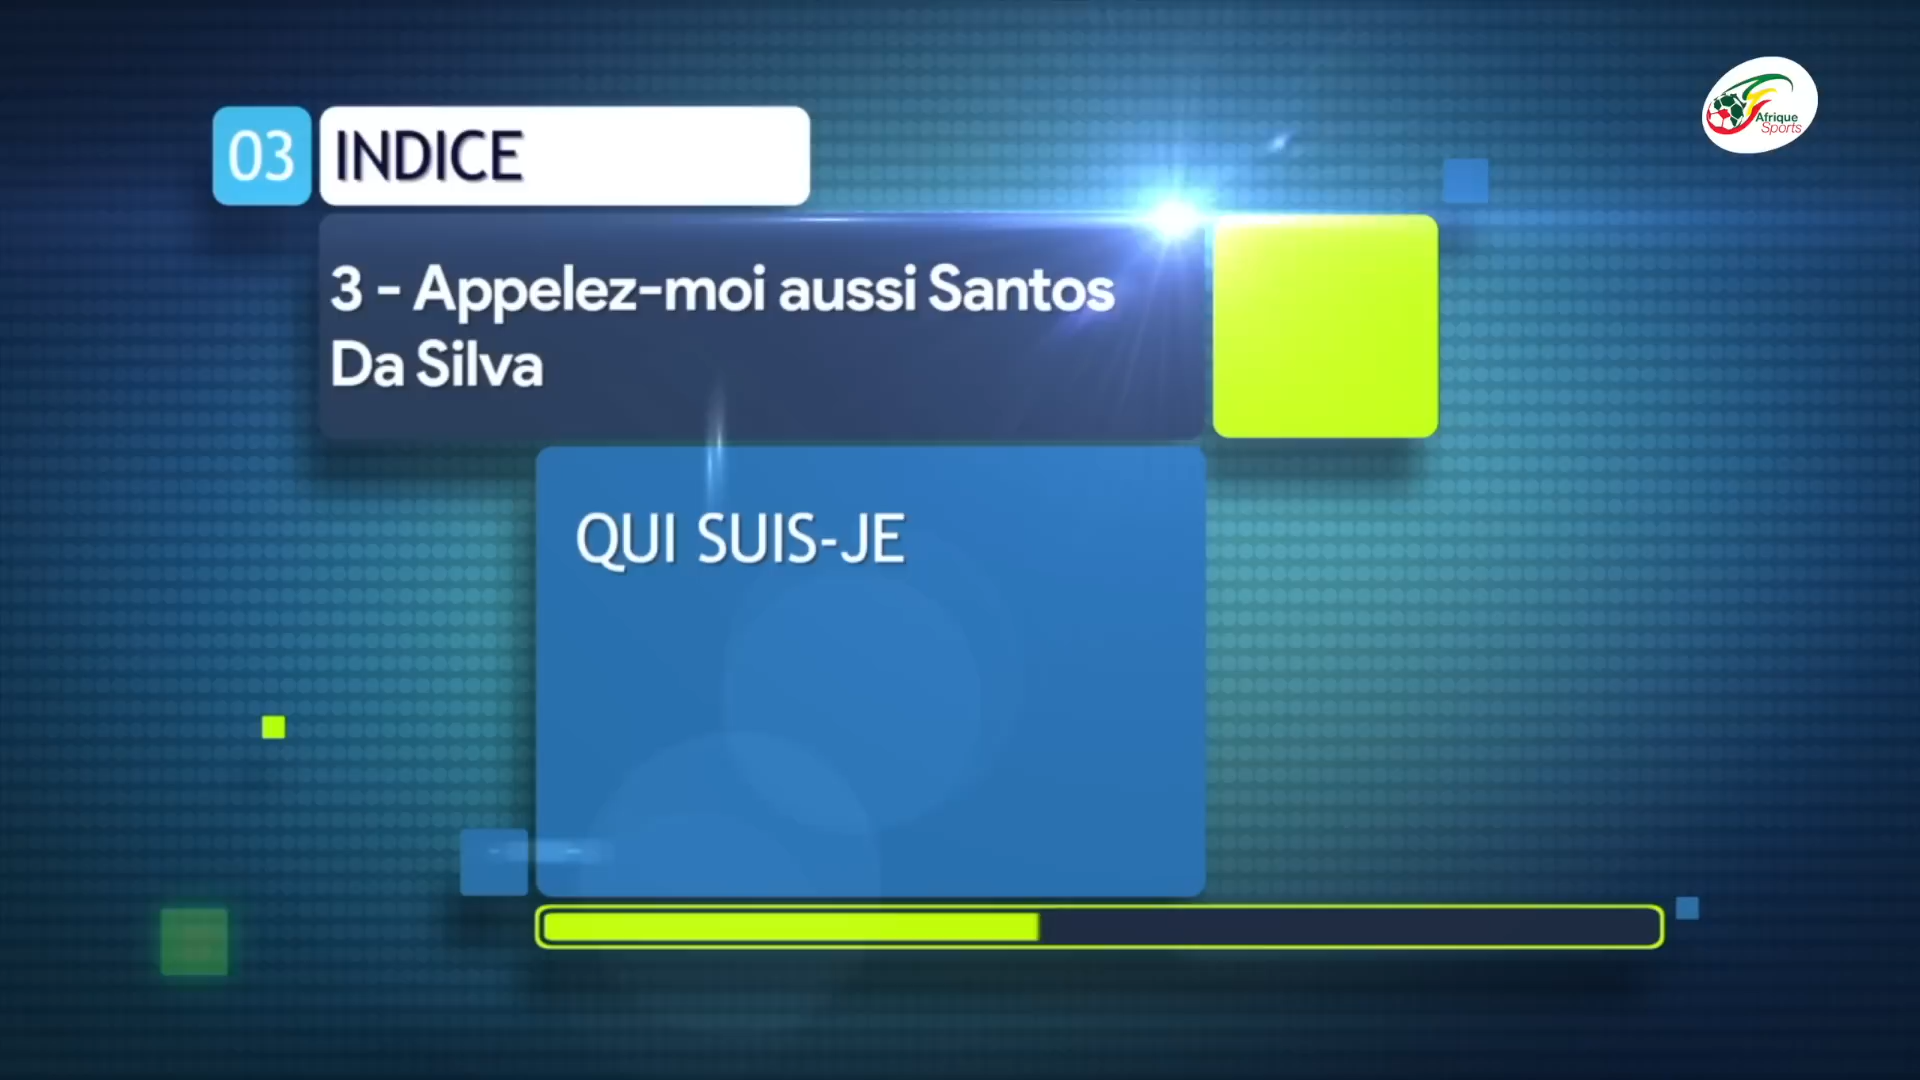 03 INDICE
Afrique
Sports
3 - Appelez-moi aussi Santos
Da Silva
QUI SUIS-JE